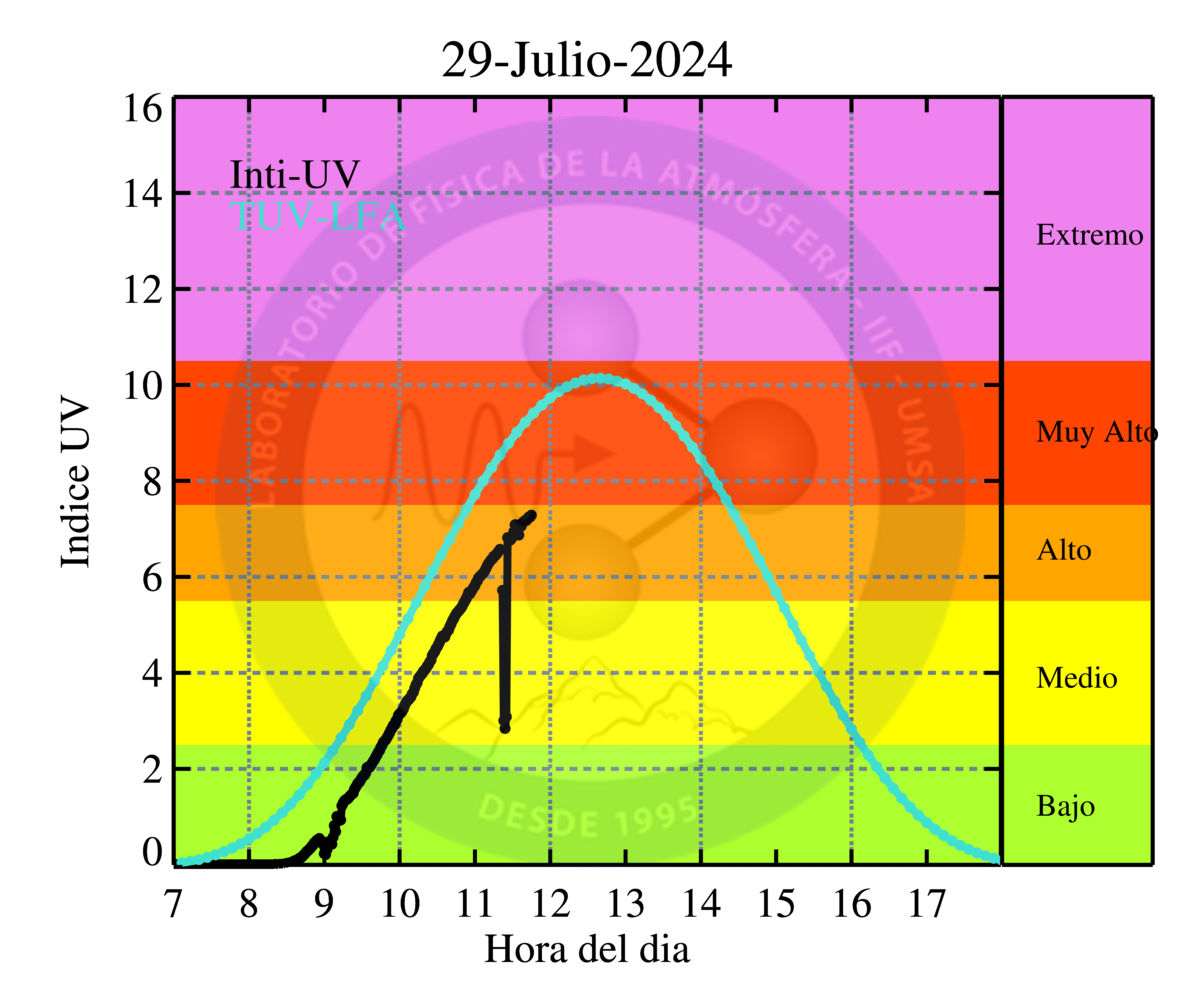 29-Julio-2024
Inti-UV
TUV-LFA
LABORATORIO DE FÍSICA DE LA ATMÓSFERA - IIF - UMSA
DESDE 1995
Indice UV
16
14
12
10
8
6
4
2
0
Extremo
Muy Alto
Alto
Medio
Bajo
7 8 9 10 11 12 13 14 15 16 17
Hora del dia